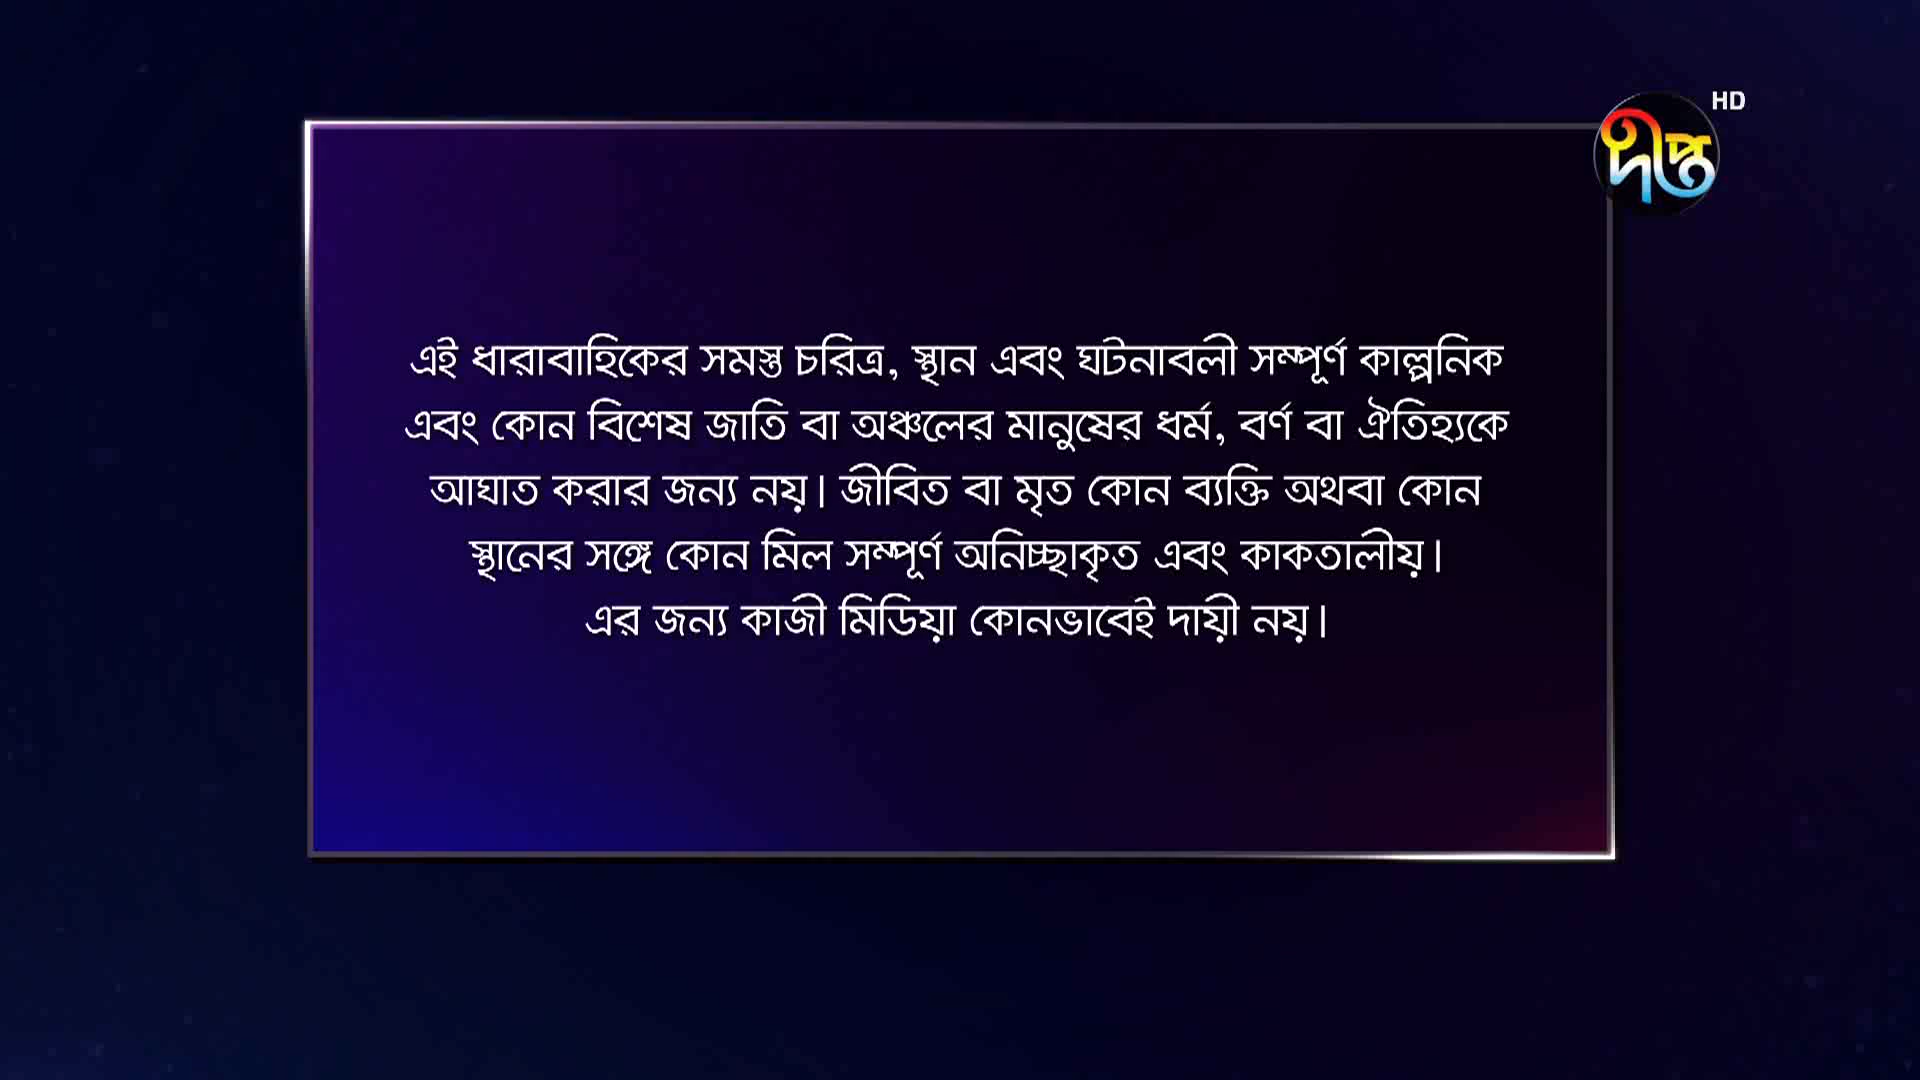 দীপ্ত HD
এই ধারাবাহিকের সমস্ত চরিত্র, স্থান এবং ঘটনাবলী সম্পূর্ণ কাল্পনিক
এবং কোন বিশেষ জাতি বা অঞ্চলের মানুষের ধর্ম, বর্ণ বা ঐতিহ্যকে
আঘাত করার জন্য নয়। জীবিত বা মৃত কোন ব্যক্তি অথবা কোন
স্থানের সঙ্গে কোন মিল সম্পূর্ণ অনিচ্ছাকৃত এবং কাকতালীয়।
এর জন্য কাজী মিডিয়া কোনভাবেই দায়ী নয়।